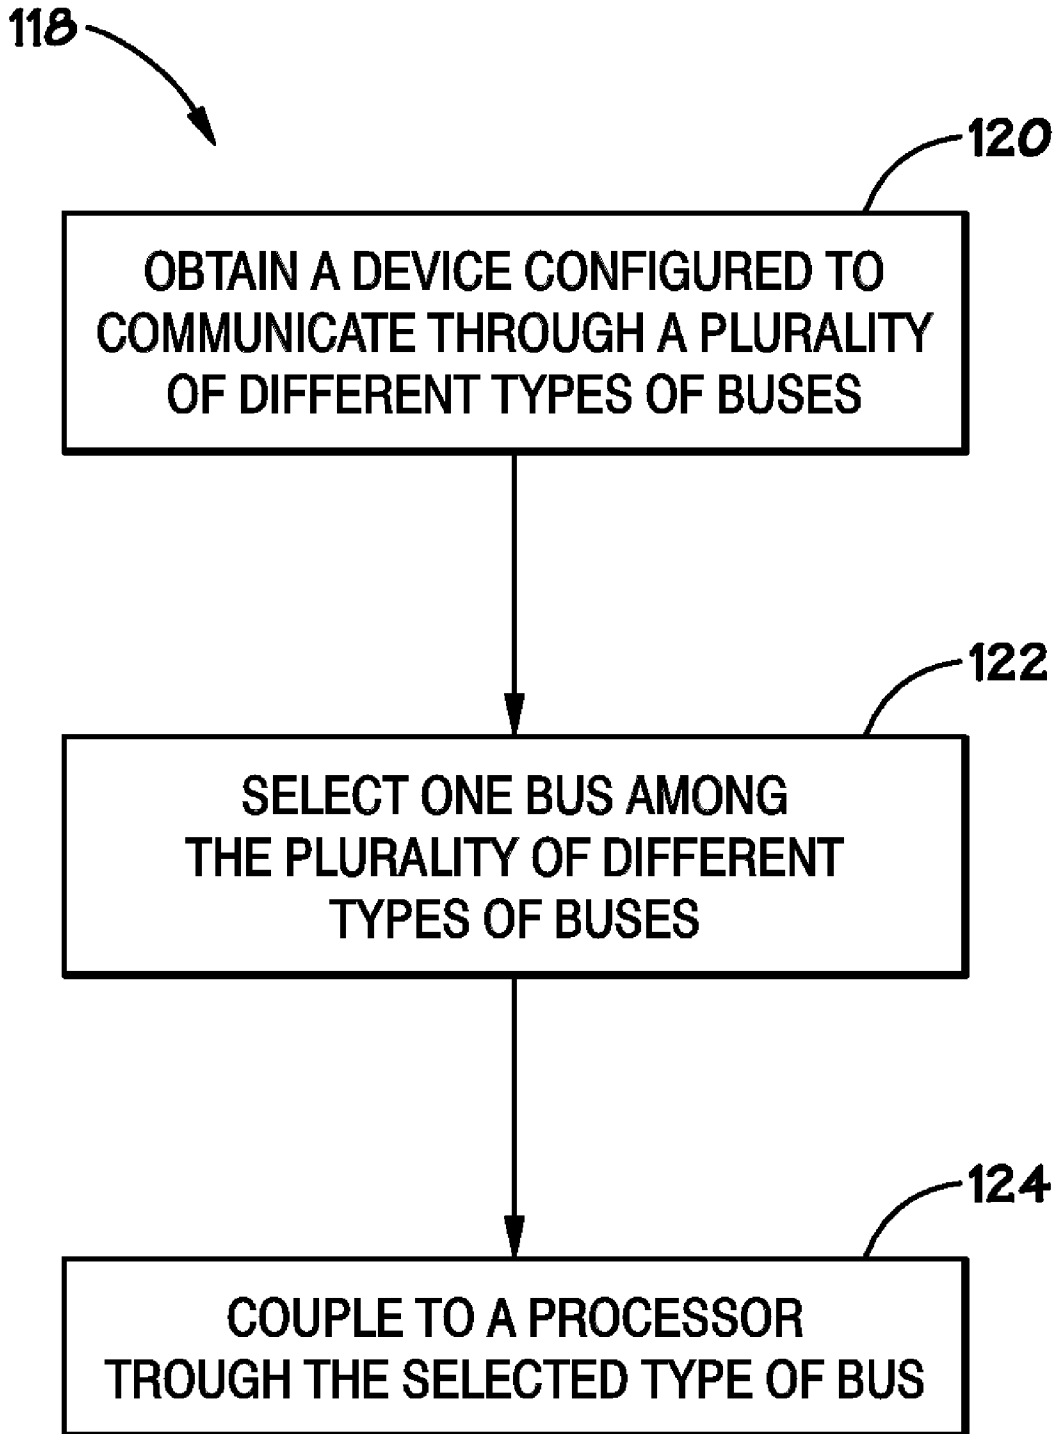 118
120
OBTAIN A DEVICE CONFIGURED TO
COMMUNICATE THROUGH A PLURALITY
OF DIFFERENT TYPES OF BUSES
122
SELECT ONE BUS AMONG
THE PLURALITY OF DIFFERENT
TYPES OF BUSES
124
COUPLE TO A PROCESSOR
TROUGH THE SELECTED TYPE OF BUS